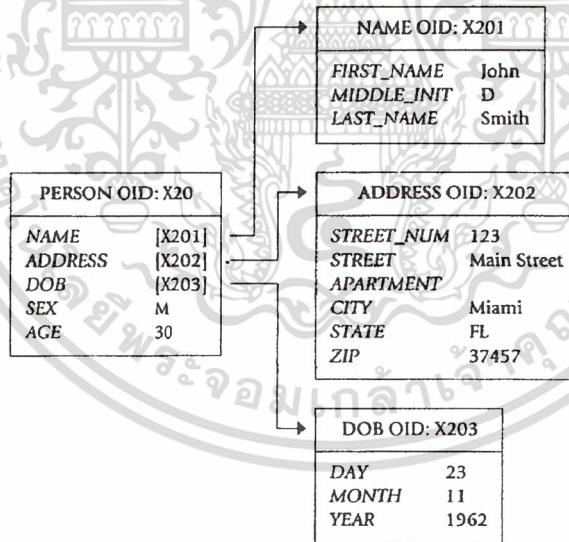 NAME OID: X201
FIRST_NAME John
MIDDLE_INIT D
LAST_NAME Smith
PERSON OID: X20
NAME [X201]
ADDRESS [X202]
DOB [X203]
SEX M
AGE 30
ADDRESS OID: X202
STREET_NUM 123
STREET Main Street
APARTMENT
CITY Miami
STATE FL
ZIP 37457
DOB OID: X203
DAY 23
MONTH 11
YEAR 1962